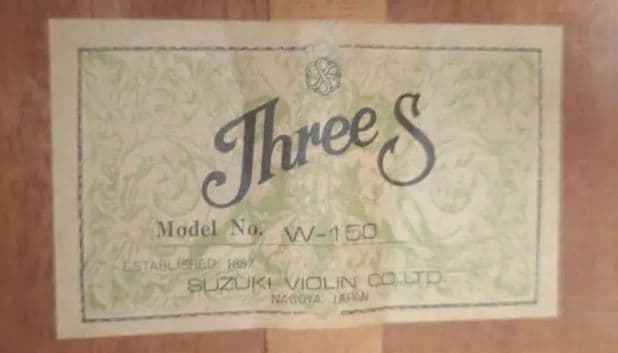 Three S
Model No. W-150
ESTABLISHED 1887
SUZUKI VIOLIN CO.,LTD
NAGOYA JAPAN